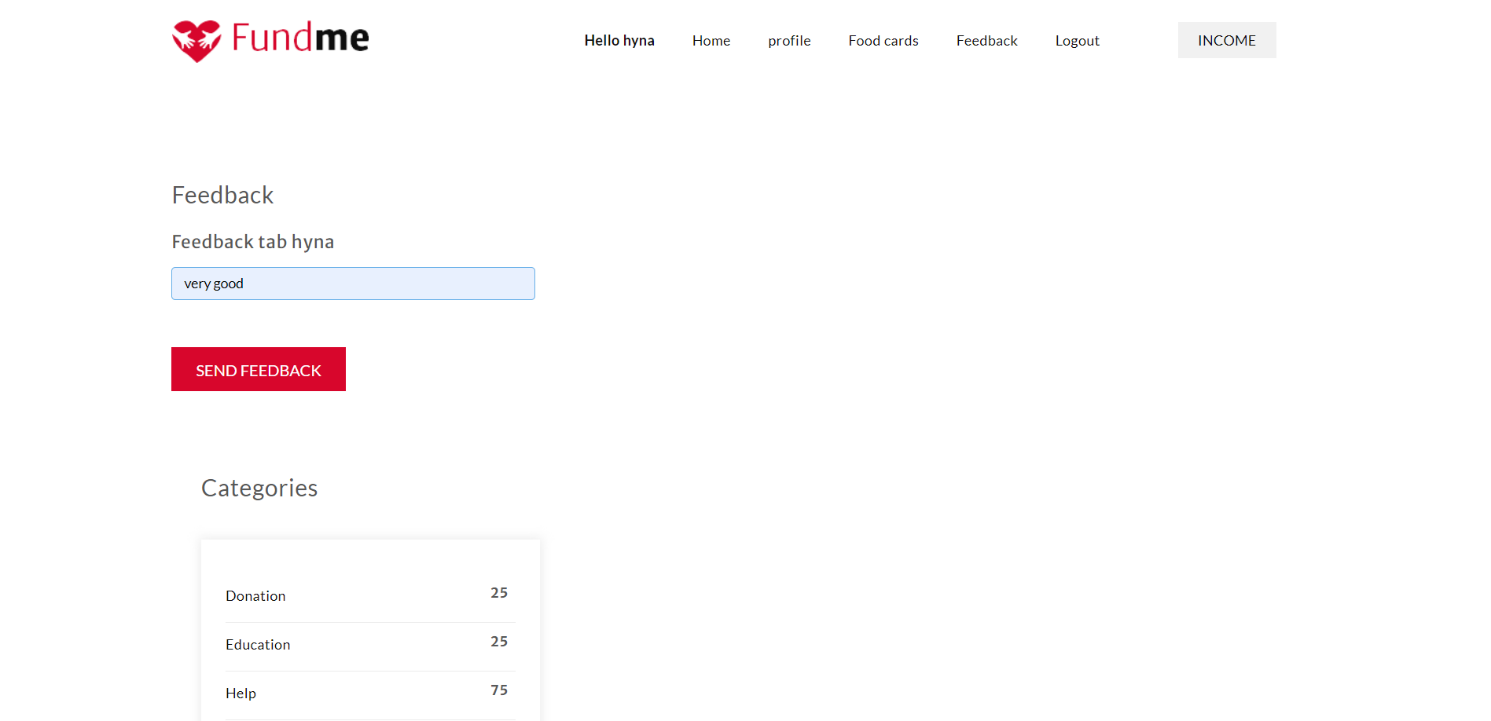 Fundme
Hello hyna Home profile Food cards Feedback Logout INCOME
Feedback
Feedback tab hyna
very good
SEND FEEDBACK
Categories
Donation 25
Education 25
Help 75